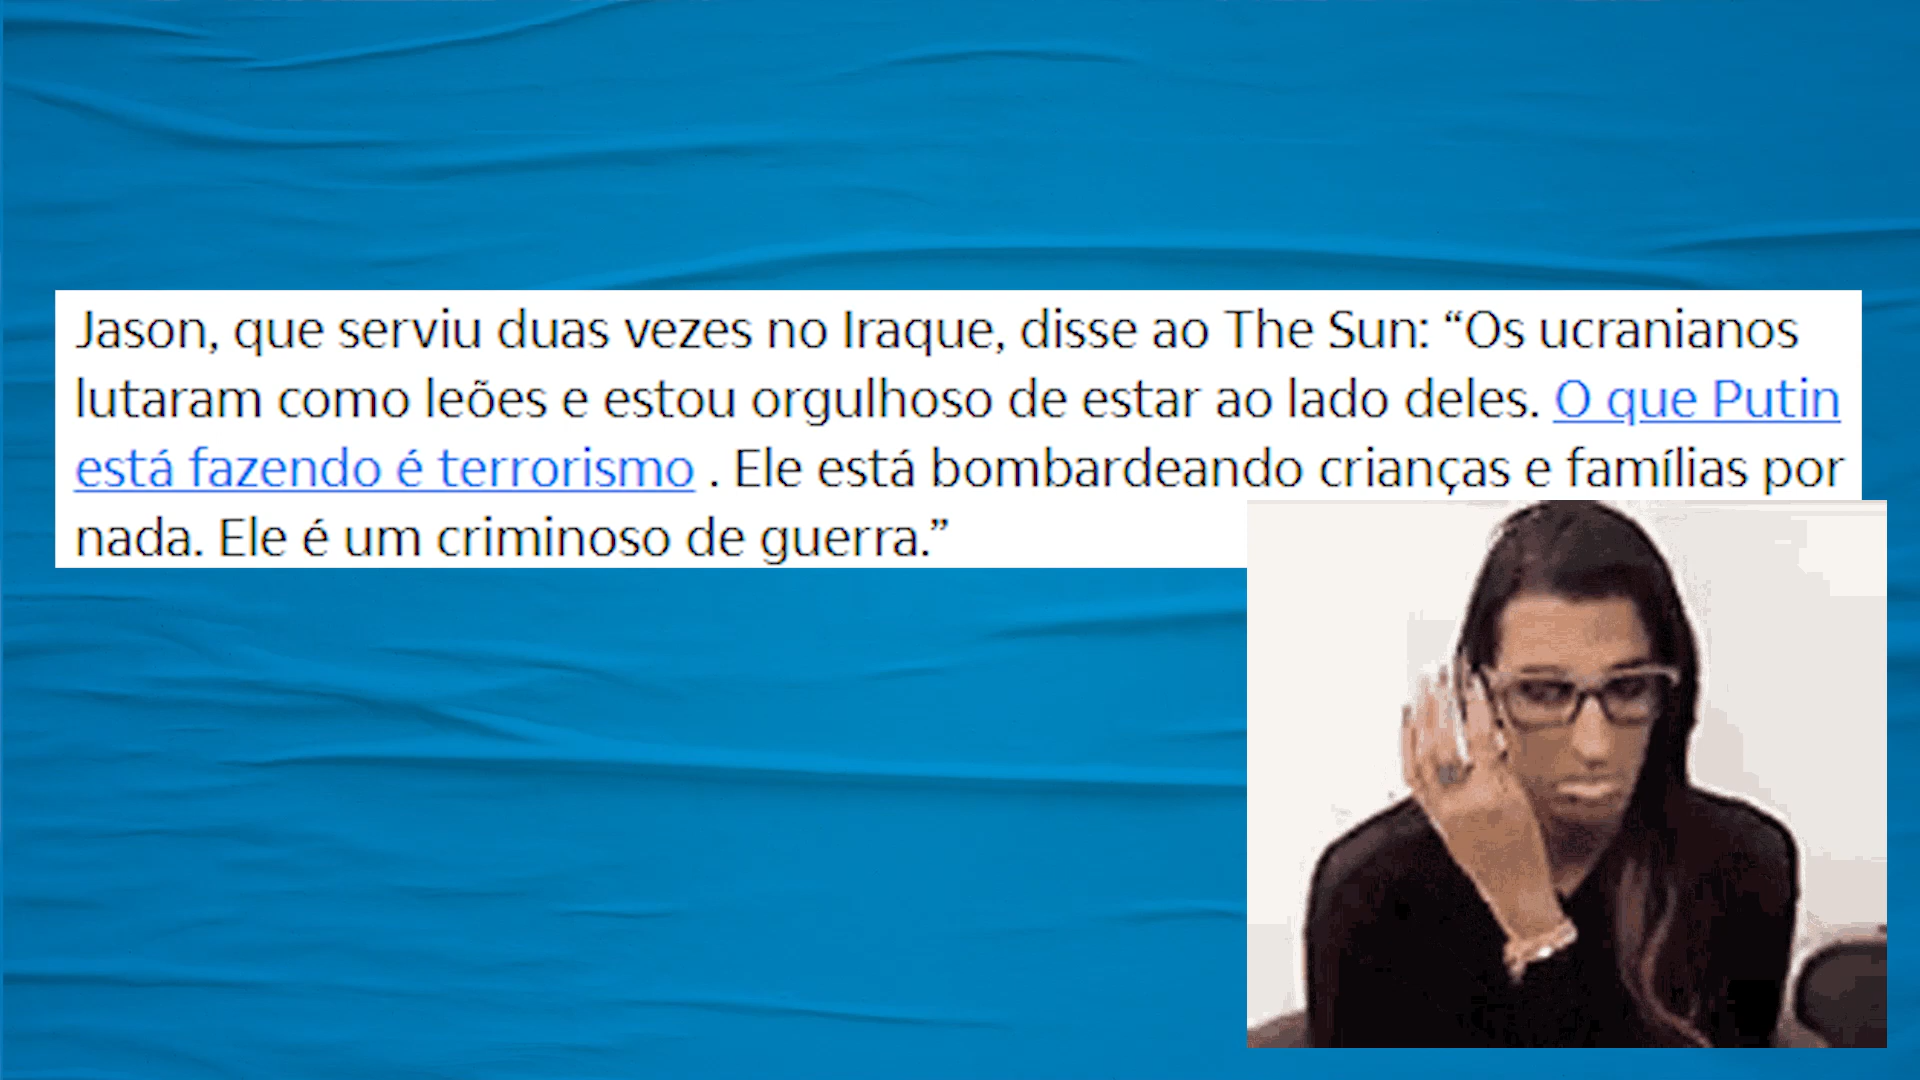 Jason, que serviu duas vezes no Iraque, disse ao The Sun: “Os ucranianos
lutaram como leões e estou orgulhoso de estar ao lado deles. O que Putin
está fazendo é terrorismo . Ele está bombardeando crianças e famílias por
nada. Ele é um criminoso de guerra.”